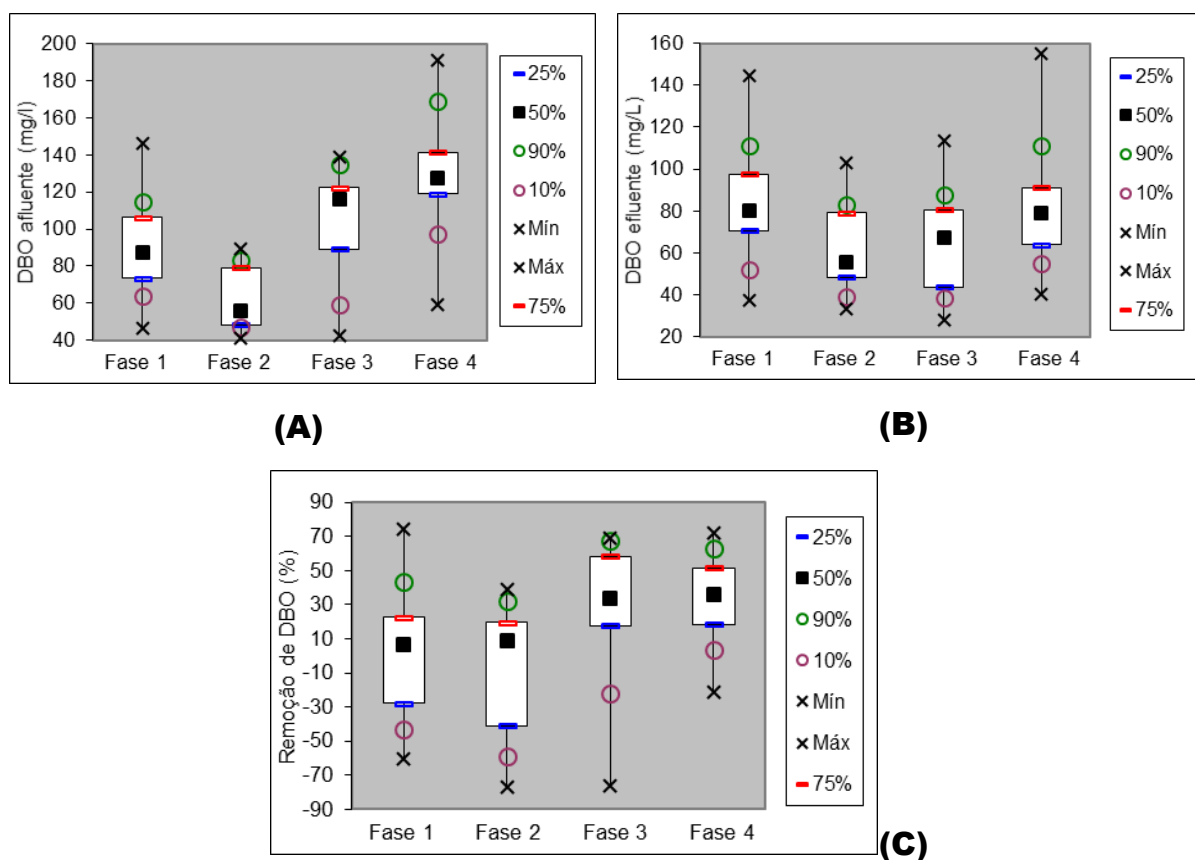 DBO afluente (mg/l)
200
180
160
140
120
100
80
60
40
Fase 1
Fase 2
Fase 3
Fase 4
25%
50%
90%
10%
Mín
Máx
75%
(A)
DBO efluente (mg/L)
160
140
120
100
80
60
40
20
Fase 1
Fase 2
Fase 3
Fase 4
25%
50%
90%
10%
Mín
Máx
75%
(B)
Remoção de DBO (%)
90
70
50
30
10
-10
-30
-50
-70
-90
Fase 1
Fase 2
Fase 3
Fase 4
25%
50%
90%
10%
Mín
Máx
75%
(C)